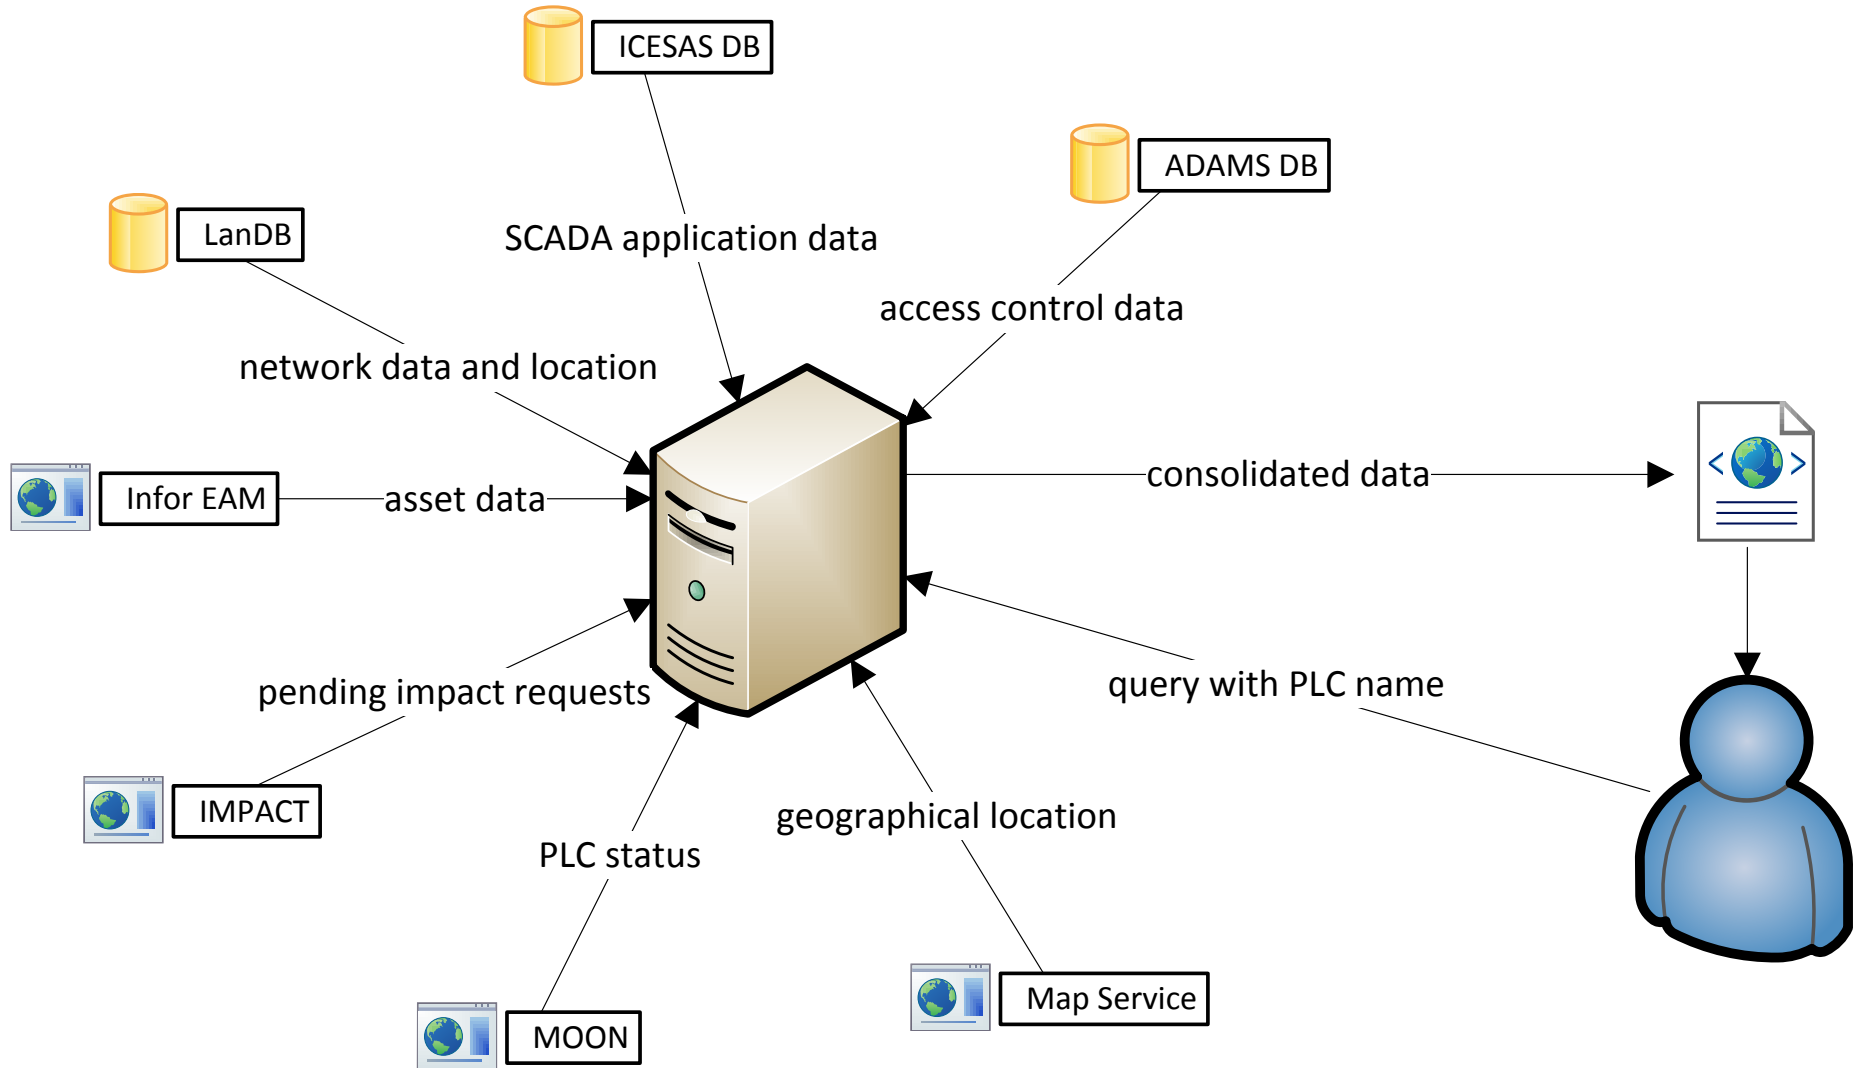 ICESAS DB
ADAMS DB
LanDB
SCADA application data
access control data
network data and location
consolidated data
Infor EAM
asset data
query with PLC name
pending impact requests
IMPACT
geographical location
PLC status
Map Service
MOON